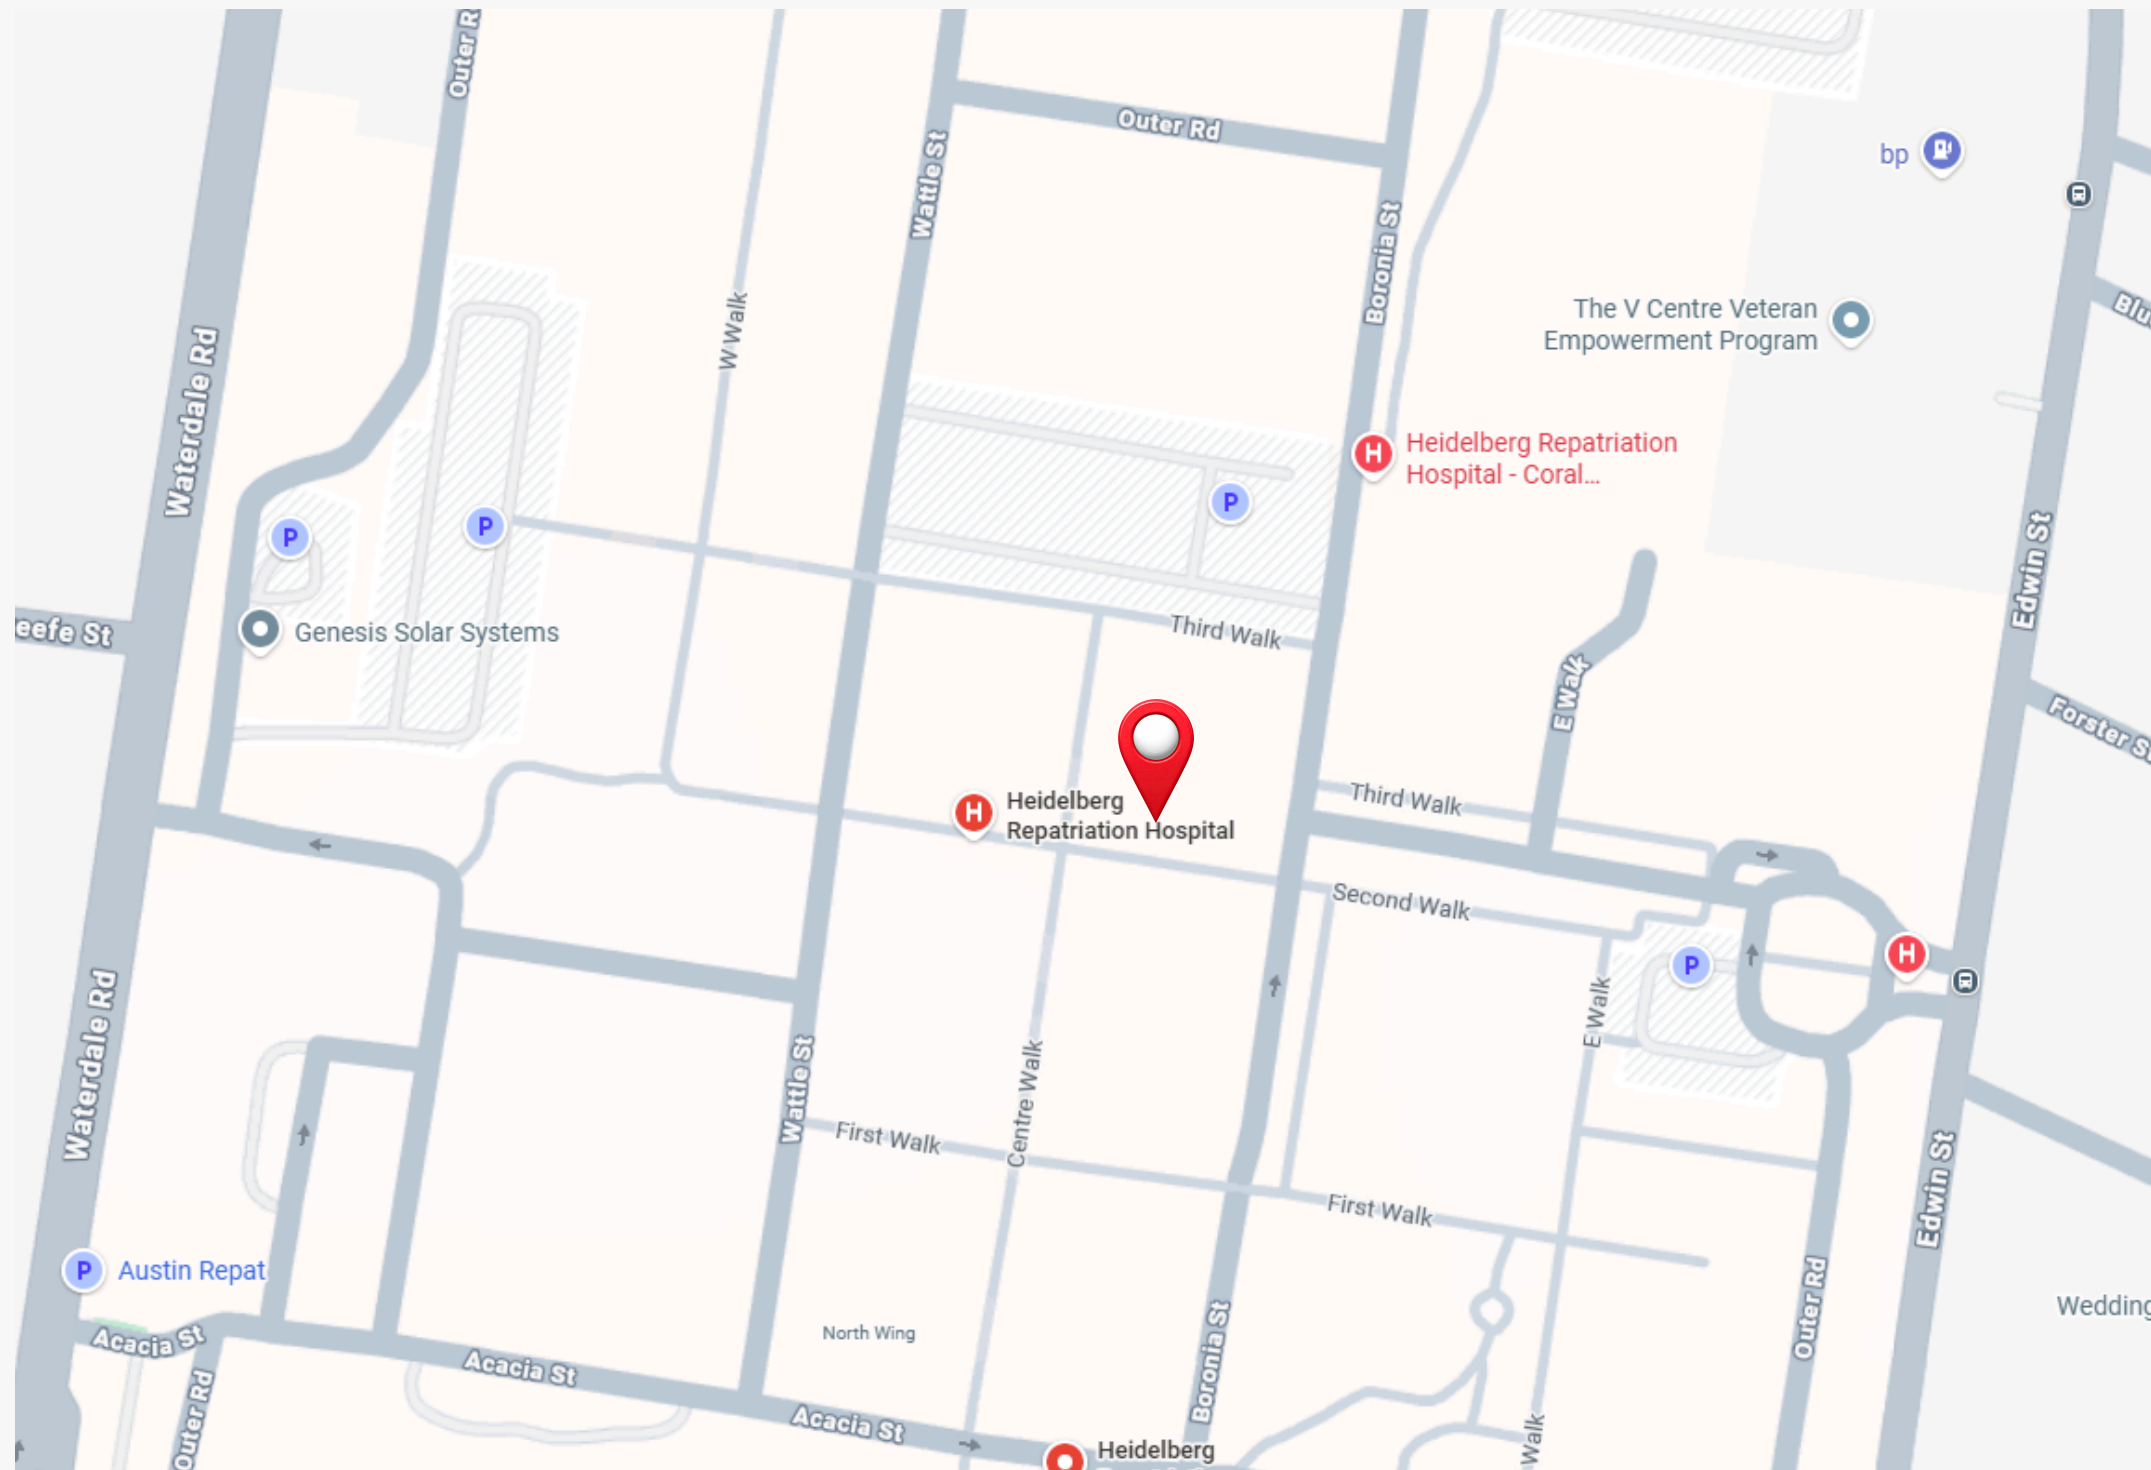 Outer R
Outer Rd
Wattle St
bp
Boronia St
W Walk
The V Centre Veteran
Empowerment Program
Blu
Waterdale Rd
Heidelberg Repatriation
Hospital - Coral...
P
P
P
H
Edwin St
eefe St
Genesis Solar Systems
Third Walk
E Walk
Forster S
H
Heidelberg
Repatriation Hospital
Third Walk
Second Walk
P
H
E Walk
Waterdale Rd
Wattle St
Centre Walk
First Walk
First Walk
Edwin St
P
Austin Repat
Outer Rd
Wedding
Acacia St
North Wing
Boronia St
Acacia St
Outer Rd
Acacia St
Walk
Heidelberg